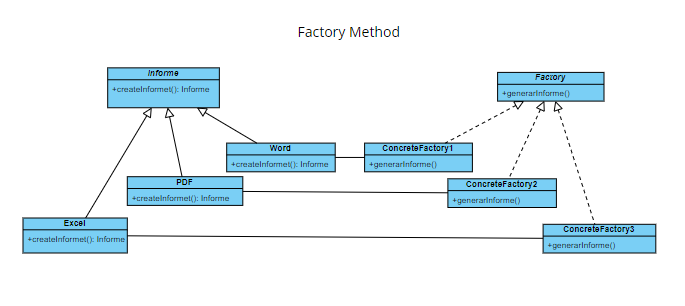 Factory Method
Informe
+createInformet(): Informe
Factory
+generarInforme()
Word
+createInformet(): Informe
ConcreteFactory1
+generarInforme()
PDF
+createInformet(): Informe
ConcreteFactory2
+generarInforme()
Excel
+createInformet(): Informe
ConcreteFactory3
+generarInforme()